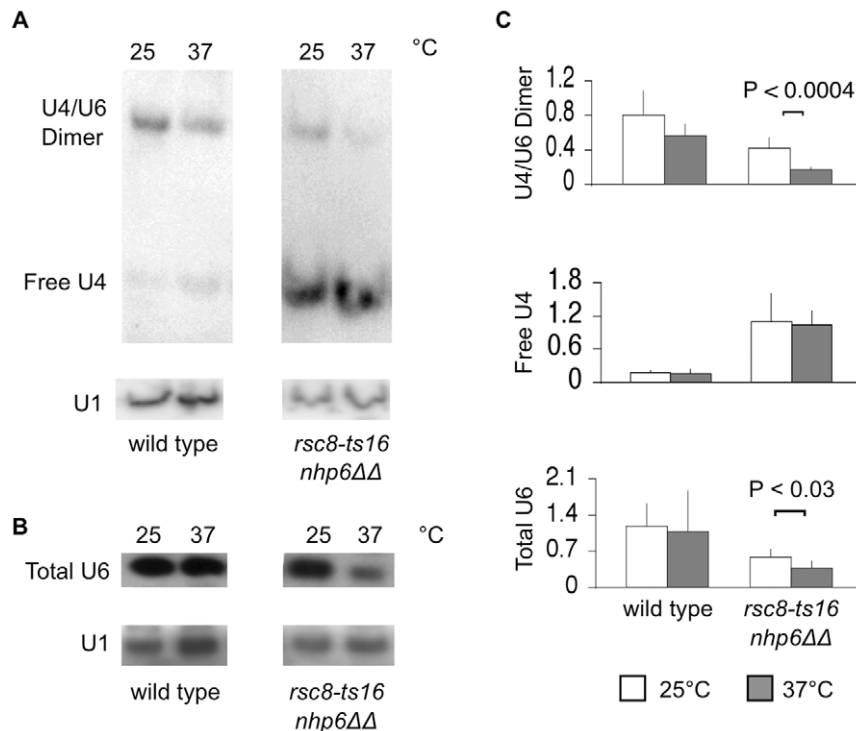 A
25 37 25 37 °C
U4/U6
Dimer
Free U4
U1
wild type rsc8-ts16
nhp6ΔΔ
B
25 37 25 37 °C
Total U6
U1
wild type rsc8-ts16
nhp6ΔΔ
C
U4/U6 Dimer
1.2
0.8
0.4
0
P < 0.0004
Free U4
1.8
1.2
0.6
0
Total U6
2.1
1.4
0.7
0
P < 0.03
wild type rsc8-ts16
nhp6ΔΔ
25°C 37°C